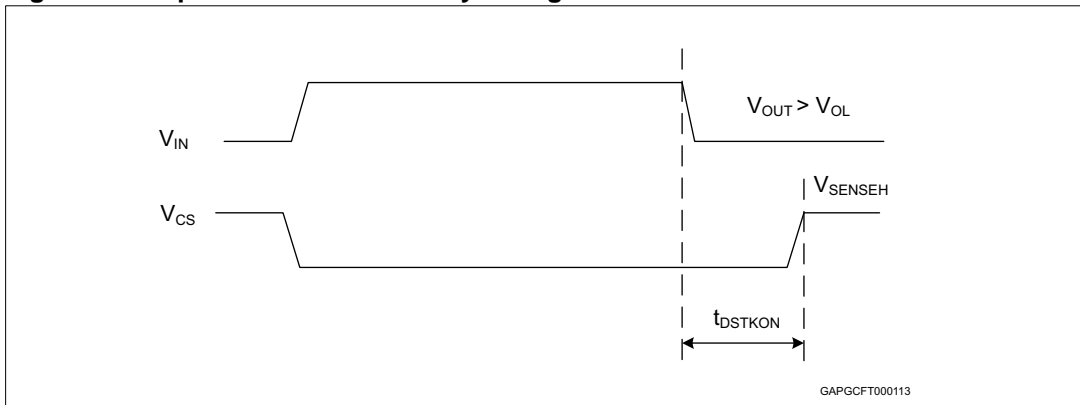 V_IN
V_OUT > V_OL
V_CS
V_SENSEH
t_DSTKON
GAPGCFT000113